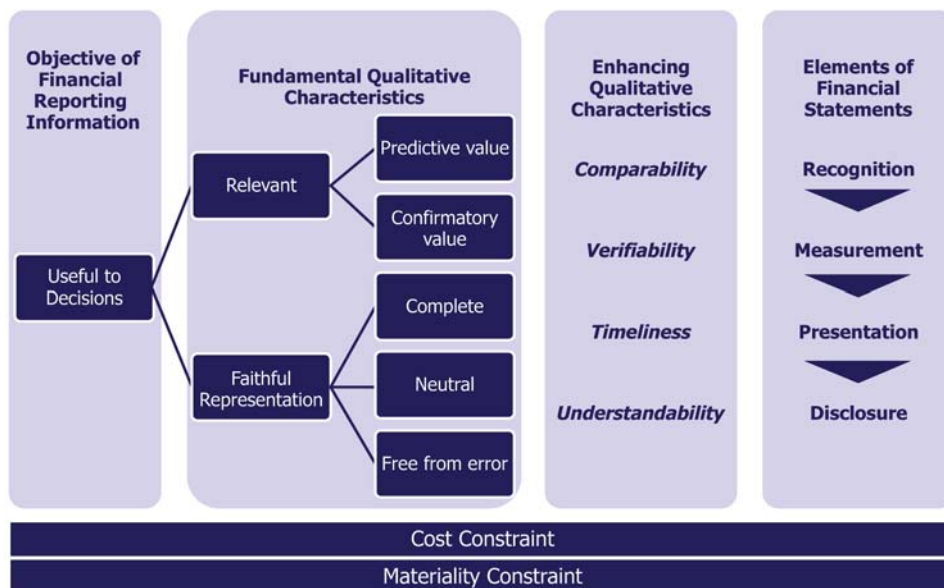 Objective of
Financial
Reporting
Information
Useful to
Decisions
Fundamental Qualitative
Characteristics
Relevant
Predictive value
Confirmatory
value
Faithful
Representation
Complete
Neutral
Free from error
Enhancing
Qualitative
Characteristics
Comparability
Verifiability
Timeliness
Understandability
Elements of
Financial
Statements
Recognition
Measurement
Presentation
Disclosure
Cost Constraint
Materiality Constraint